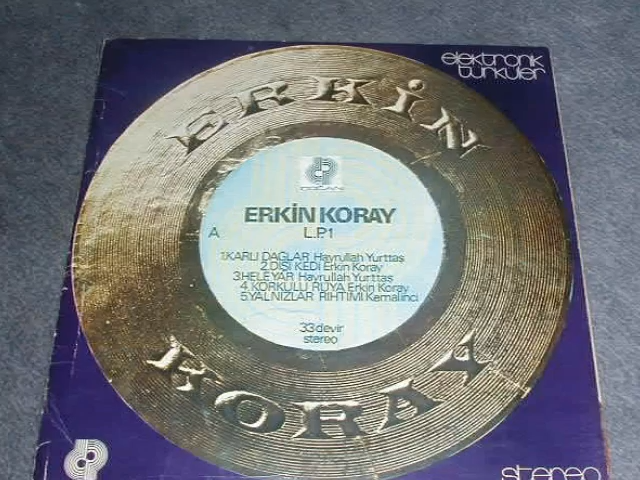 elektronik
türküler
ERKİN
ERKİN KORAY
A
L.P.1
1.KARLI DAGLAR Hayrullah Yurttaş
2.DİŞİ KEDİ Erkin Koray
3.HELE YAR Hayrullah Yurttaş
4.KORKULU RÜYA Erkin Koray
5.YALNIZLAR RIHTIMI Kemal İnci
33 devir
stereo
KORAY
stereo